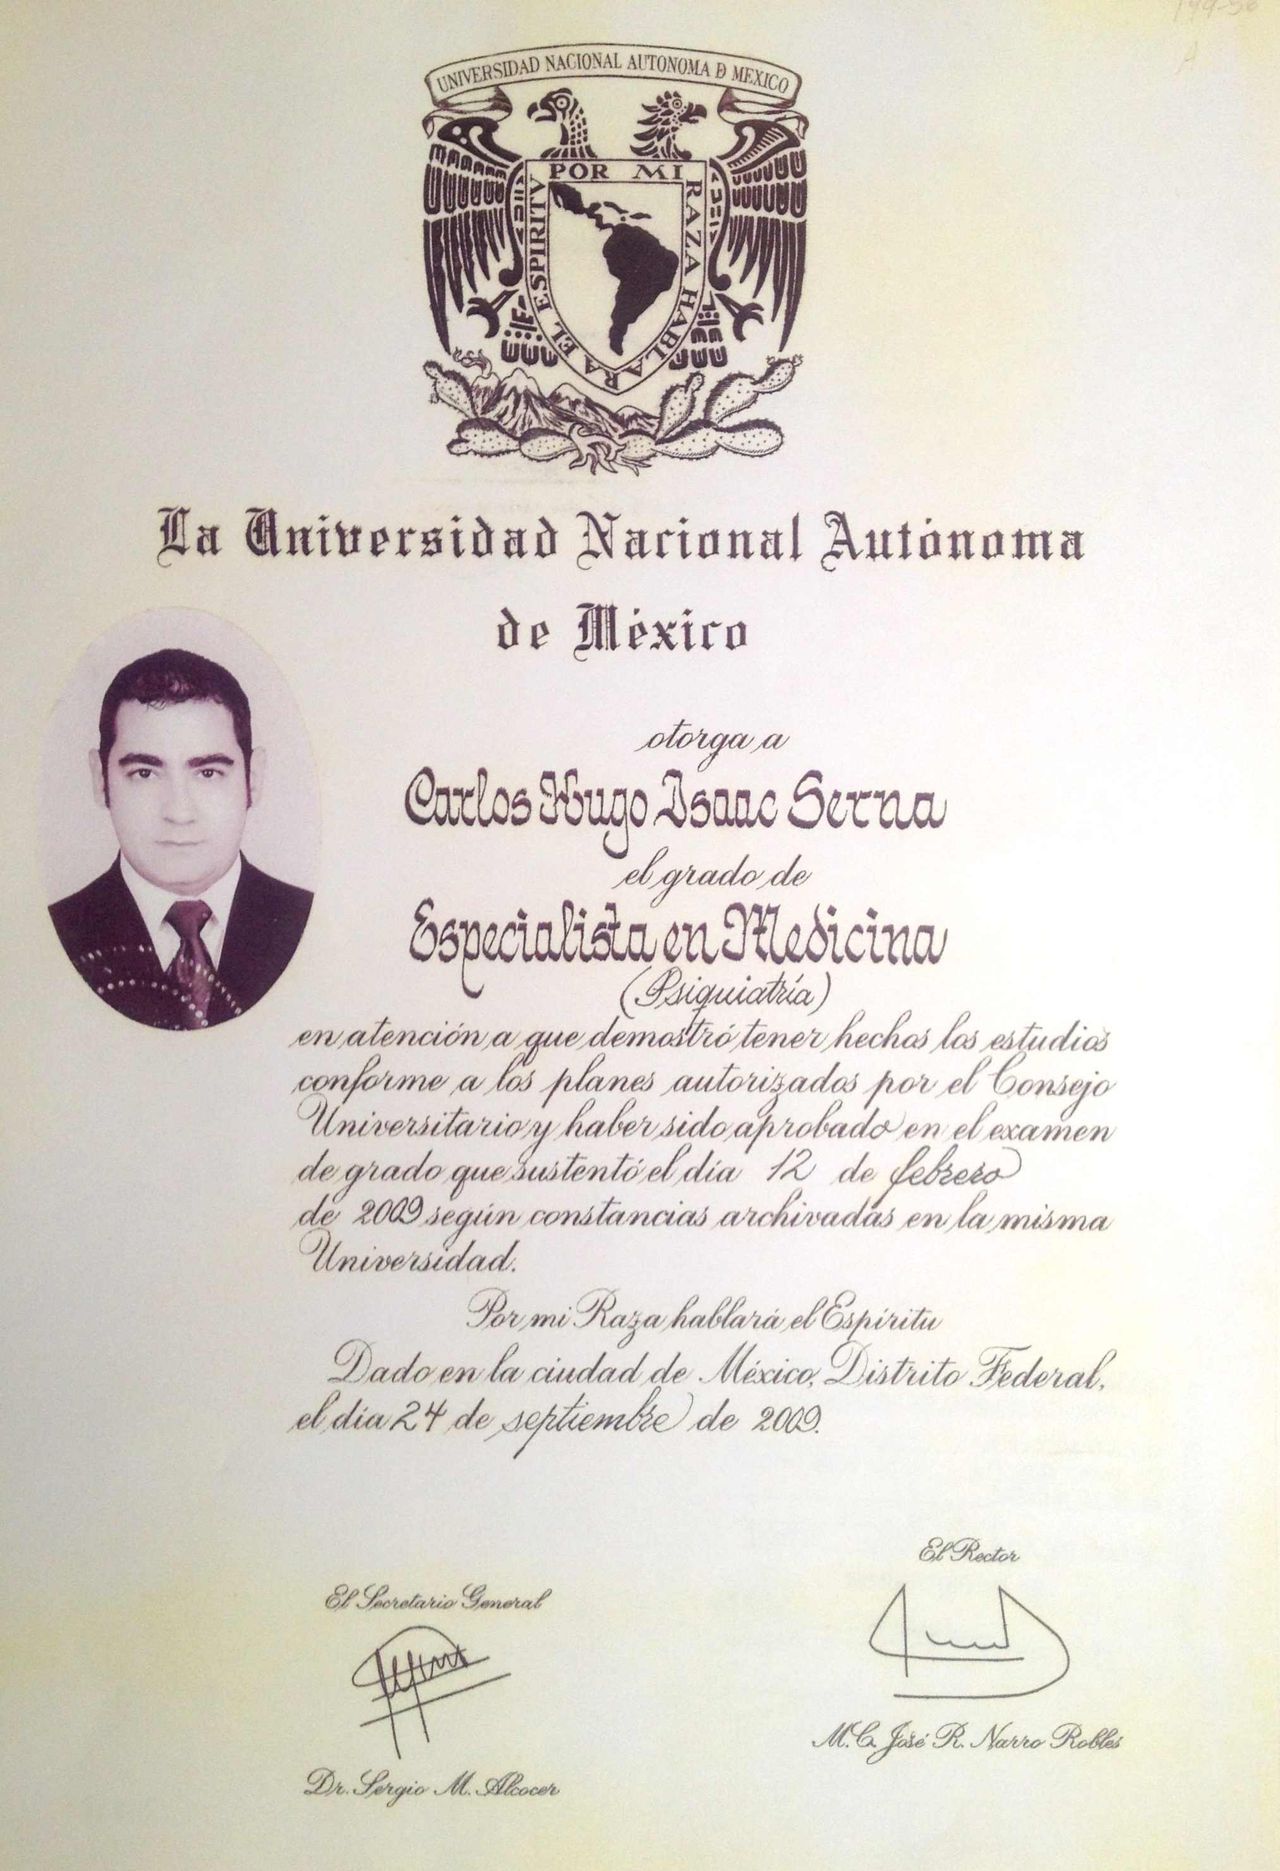 199-56
A
UNIVERSIDAD NACIONAL AUTONOMA D MEXICO
POR MI RAZA HABLARA EL ESPIRITU
La Universidad Nacional Autónoma
de México
otorga a
Carlos Hugo Isaac Serna
el grado de
Especialista en Medicina
(Psiquiatría)
en atención a que demostró tener hechos los estudios
conforme a los planes autorizados por el Consejo
Universitario y haber sido aprobado en el examen
de grado que sustentó el día 12 de febrero
de 2009 según constancias archivadas en la misma
Universidad.
Por mi Raza hablará el Espíritu
Dado en la ciudad de México, Distrito Federal,
el día 24 de septiembre de 2009.
El Rector
El Secretario General
M.C. José R. Narro Robles
Dr. Sergio M. Alcocer